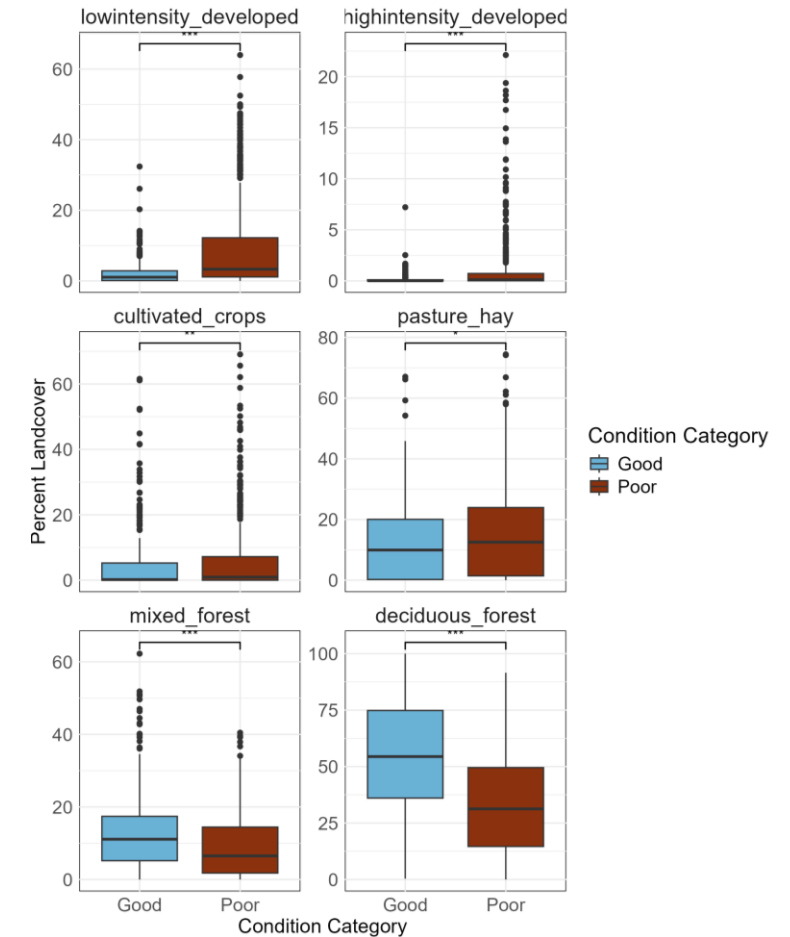 lowintensity_developed
highintensity_developed
***
***
60
40
20
0
20
15
10
5
0
cultivated_crops
pasture_hay
**
*
60
40
20
0
80
60
40
20
0
mixed_forest
deciduous_forest
***
***
60
40
20
0
100
75
50
25
0
Good
Poor
Good
Poor
Percent Landcover
Condition Category
Condition Category
Good
Poor